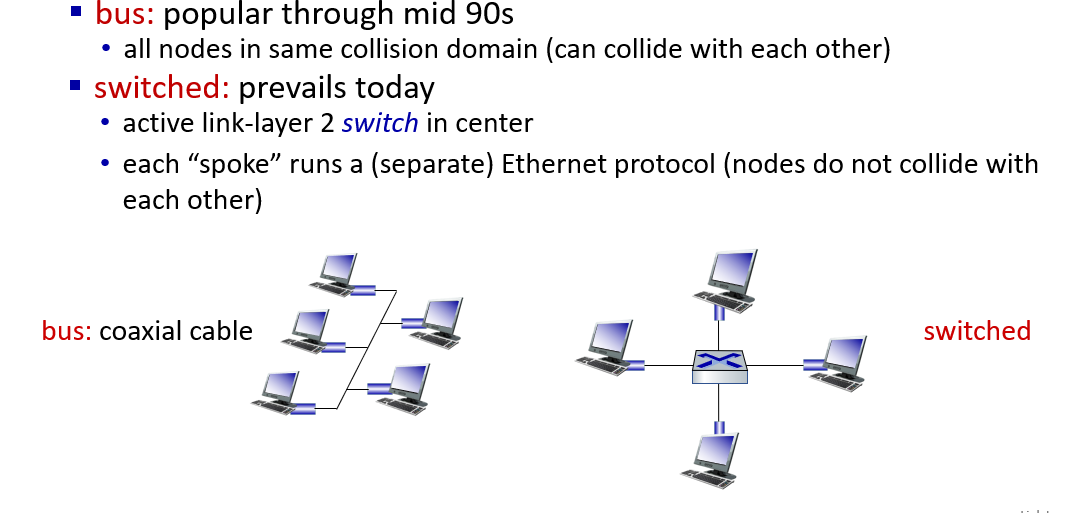 bus: popular through mid 90s
all nodes in same collision domain (can collide with each other)
switched: prevails today
active link-layer 2 switch in center
each “spoke” runs a (separate) Ethernet protocol (nodes do not collide with
each other)
bus: coaxial cable
switched